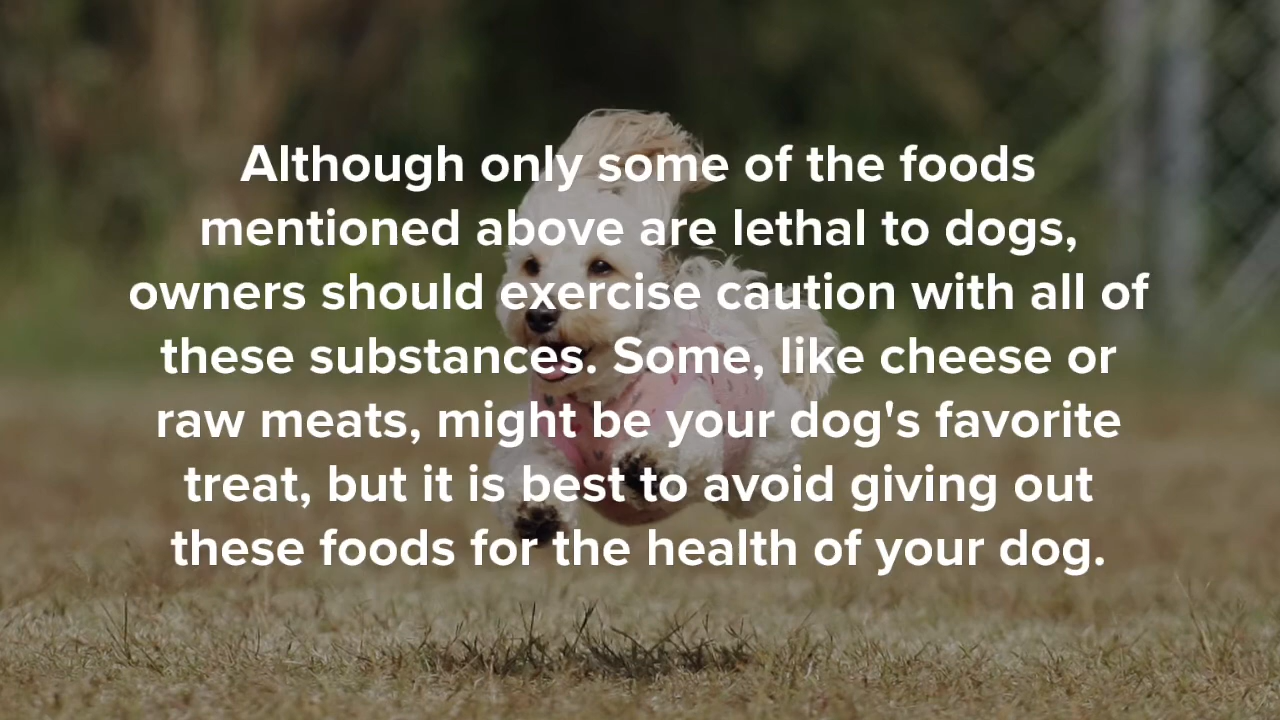 Although only some of the foods
mentioned above are lethal to dogs,
owners should exercise caution with all of
these substances. Some, like cheese or
raw meats, might be your dog's favorite
treat, but it is best to avoid giving out
these foods for the health of your dog.